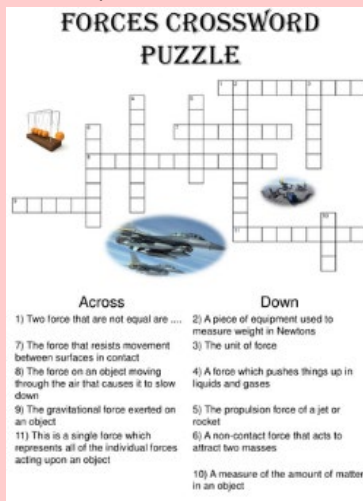 FORCES CROSSWORD
PUZZLE
Across
1) Two force that are not equal are ....
7) The force that resists movement
between surfaces in contact
8) The force on an object moving
through the air that causes it to slow
down
9) The gravitational force exerted on
an object
11) This is a single force which
represents all of the individual forces
acting upon an object
Down
2) A piece of equipment used to
measure weight in Newtons
3) The unit of force
4) A force which pushes things up in
liquids and gases
5) The propulsion force of a jet or
rocket
6) A non-contact force that acts to
attract two masses
10) A measure of the amount of matter
in an object